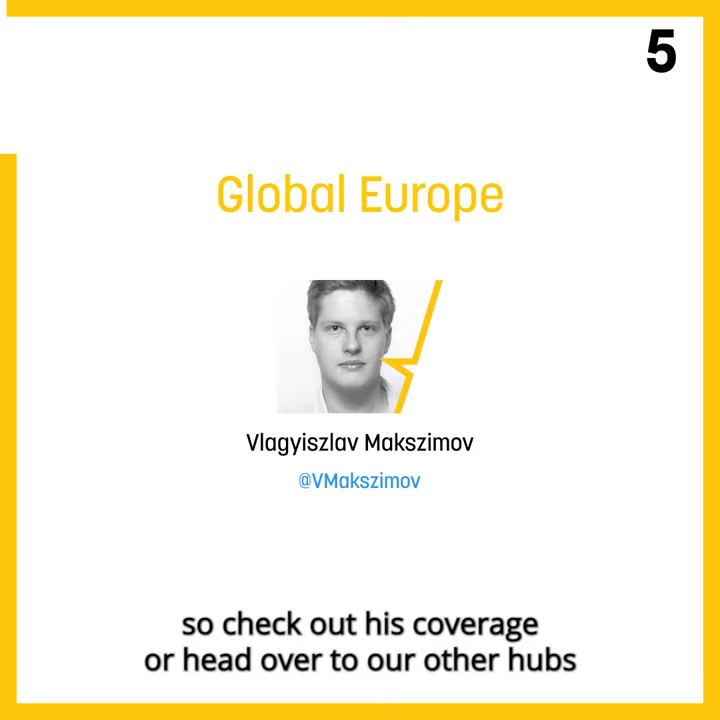 5
Global Europe
Vlagyiszlav Makszimov
@VMakszimov
so check out his coverage
or head over to our other hubs